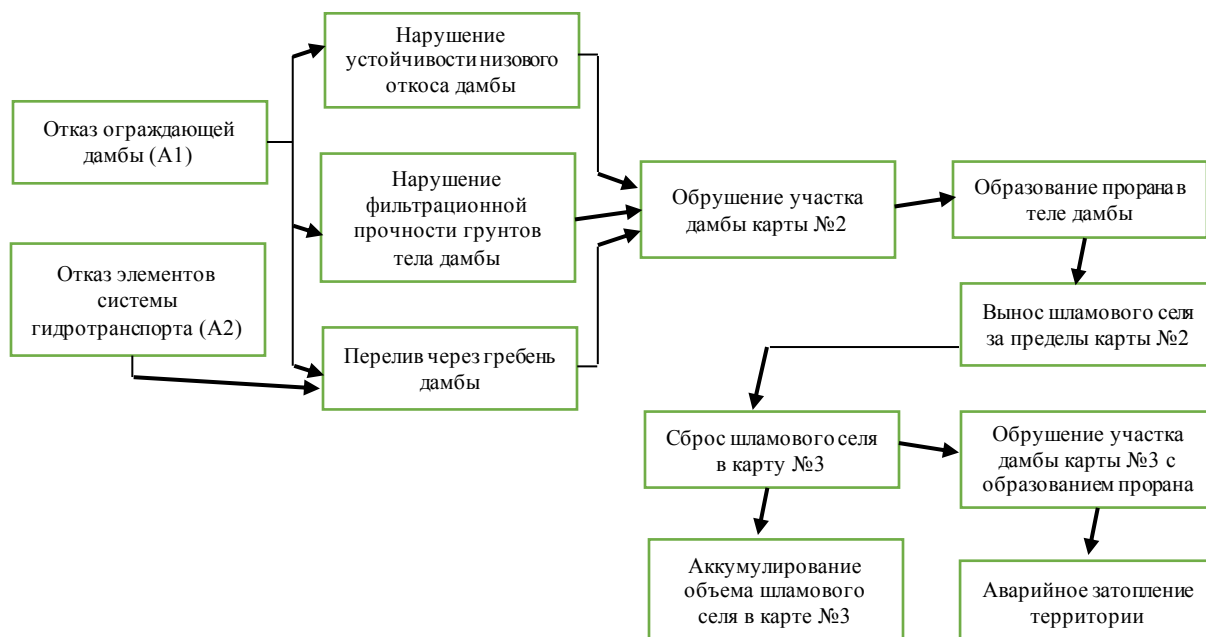 Нарушение
устойчивости низового
откоса дамбы
Отказ ограждающей
дамбы (А1)
Нарушение
фильтрационной
прочности грунтов
тела дамбы
Обрушение участка
дамбы карты №2
Образование прорана в
теле дамбы
Отказ элементов
системы
гидротранспорта (А2)
Перелив через гребень
дамбы
Вынос шламового селя
за пределы карты №2
Сброс шламового селя
в карту №3
Обрушение участка
дамбы карты №3 с
образованием прорана
Аккумулирование
объема шламового
селя в карте №3
Аварийное затопление
территории